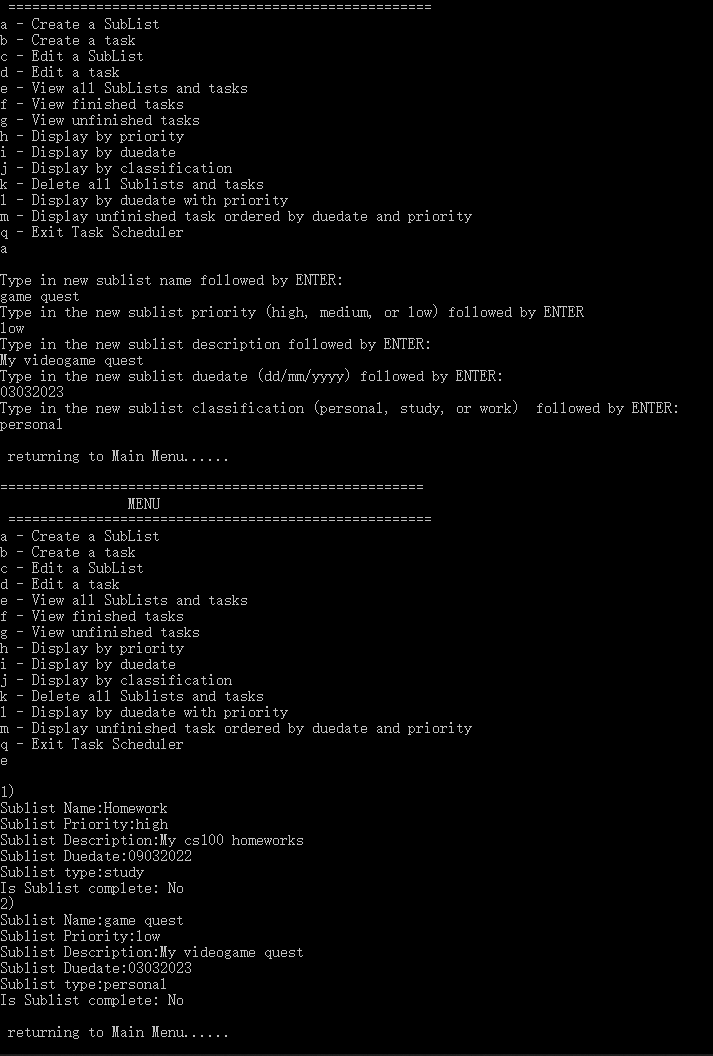 =====================================================
a - Create a SubList
b - Create a task
c - Edit a SubList
d - Edit a task
e - View all SubLists and tasks
f - View finished tasks
g - View unfinished tasks
h - Display by priority
i - Display by duedate
j - Display by classification
k - Delete all Sublists and tasks
l - Display by duedate with priority
m - Display unfinished task ordered by duedate and priority
q - Exit Task Scheduler
a
Type in new sublist name followed by ENTER:
game quest
Type in the new sublist priority (high, medium, or low) followed by ENTER
low
Type in the new sublist description followed by ENTER:
My videogame quest
Type in the new sublist duedate (dd/mm/yyyy) followed by ENTER:
03032023
Type in the new sublist classification (personal, study, or work)  followed by ENTER:
personal
returning to Main Menu......
=====================================================
MENU
=====================================================
a - Create a SubList
b - Create a task
c - Edit a SubList
d - Edit a task
e - View all SubLists and tasks
f - View finished tasks
g - View unfinished tasks
h - Display by priority
i - Display by duedate
j - Display by classification
k - Delete all Sublists and tasks
l - Display by duedate with priority
m - Display unfinished task ordered by duedate and priority
q - Exit Task Scheduler
e
1)
Sublist Name:Homework
Sublist Priority:high
Sublist Description:My cs100 homeworks
Sublist Duedate:09032022
Sublist type:study
Is Sublist complete: No
2)
Sublist Name:game quest
Sublist Priority:low
Sublist Description:My videogame quest
Sublist Duedate:03032023
Sublist type:personal
Is Sublist complete: No
returning to Main Menu......